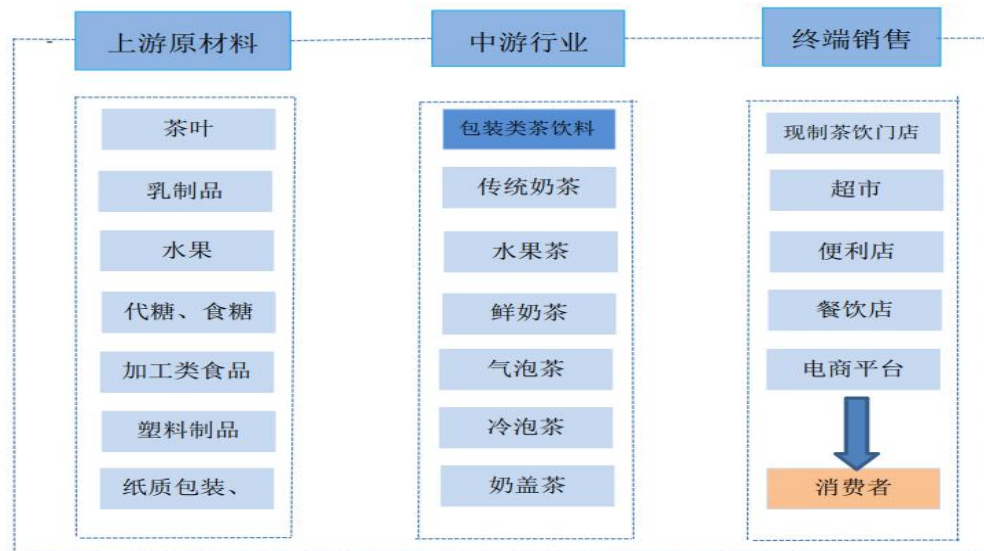 上游原材料
中游行业
终端销售
茶叶
乳制品
水果
代糖、食糖
加工类食品
塑料制品
纸质包装、
包装类茶饮料
传统奶茶
水果茶
鲜奶茶
气泡茶
冷泡茶
奶盖茶
现制茶饮门店
超市
便利店
餐饮店
电商平台
消费者